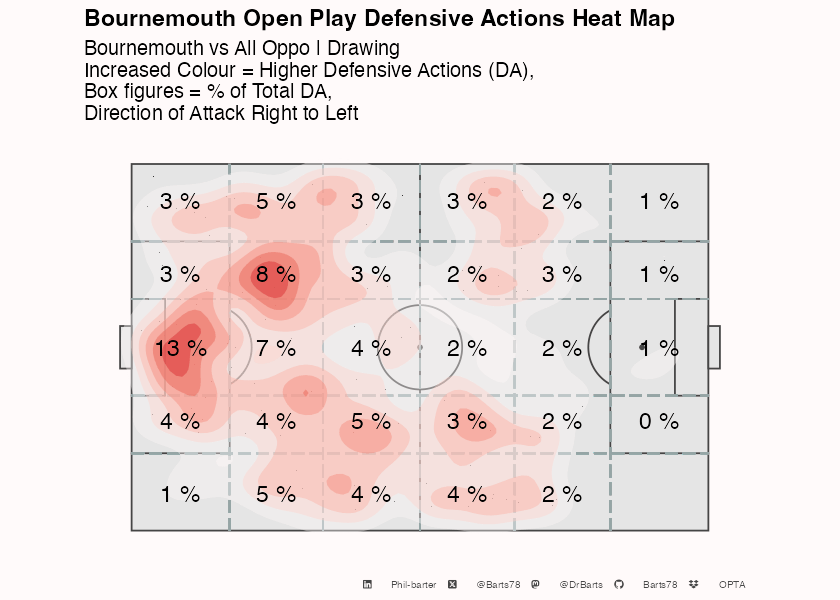 Bournemouth Open Play Defensive Actions Heat Map
Bournemouth vs All Oppo l Drawing
Increased Colour = Higher Defensive Actions (DA),
Box figures = % of Total DA,
Direction of Attack Right to Left
3 % 5 % 3 % 3 % 2 % 1 %
3 % 8 % 3 % 2 % 3 % 1 %
13 % 7 % 4 % 2 % 2 % 1 %
4 % 4 % 5 % 3 % 2 % 0 %
1 % 5 % 4 % 4 % 2 %
Phil-barter @Barts78 @DrBarts Barts78 OPTA